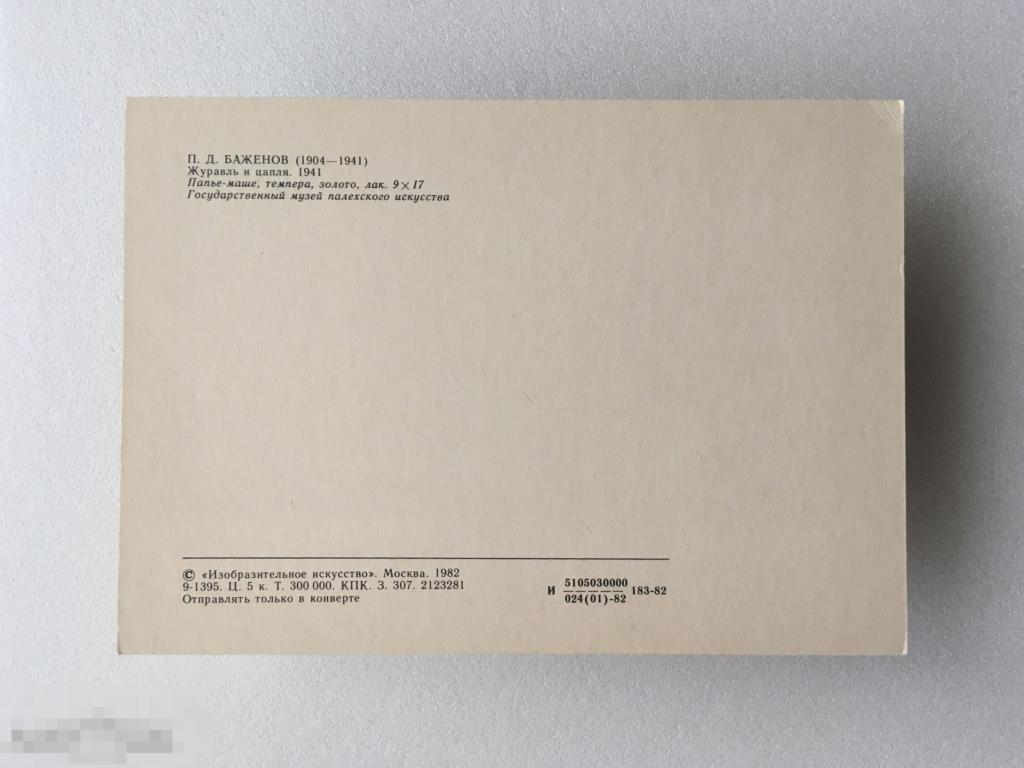 П. Д. БАЖЕНОВ (1904—1941)
Журавль и цапля. 1941
Папье-маше, темпера, золото, лак. 9×17
Государственный музей палехского искусства
© «Изобразительное искусство». Москва. 1982
9-1395. Ц. 5 к. Т. 300 000. КПК. З. 307. 2123281
Отправлять только в конверте
И 5105030000 183-82
024(01)-82